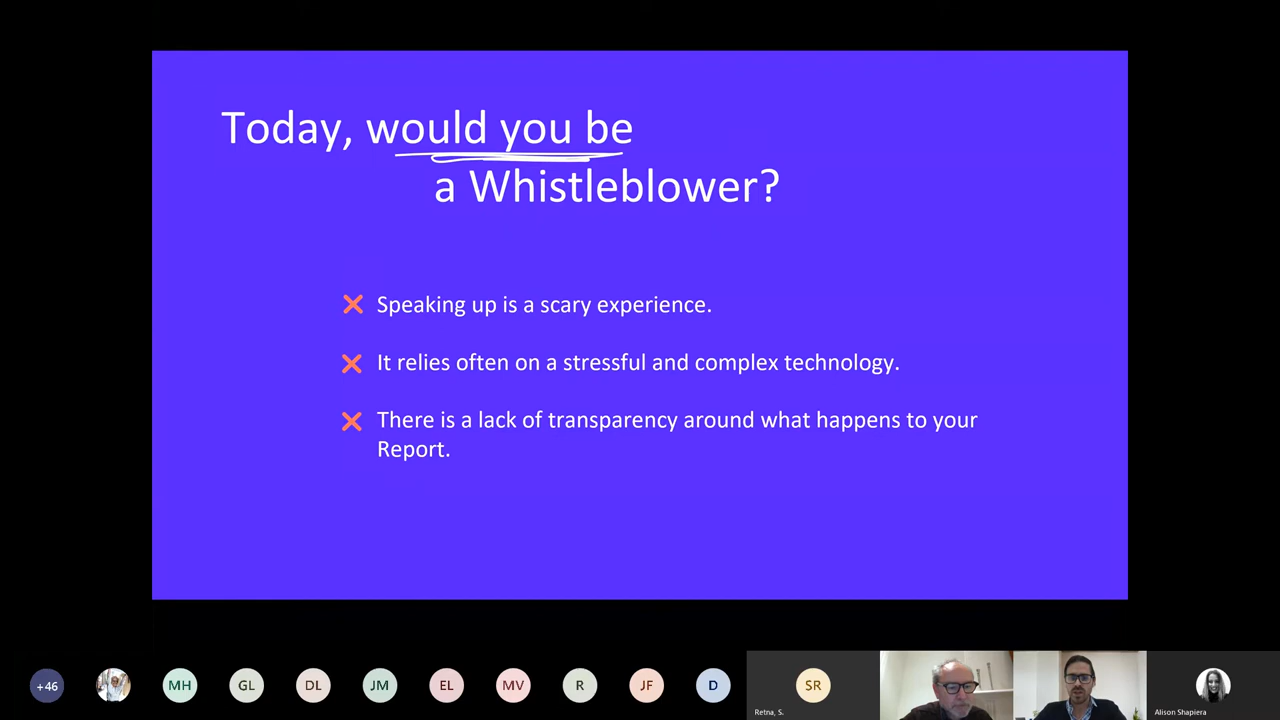 Today, would you be
a Whistleblower?
Speaking up is a scary experience.
It relies often on a stressful and complex technology.
There is a lack of transparency around what happens to your
Report.
+46
MH
GL
DL
JM
EL
MV
R
JF
D
SR
Retna, S.
Alison Shapiera